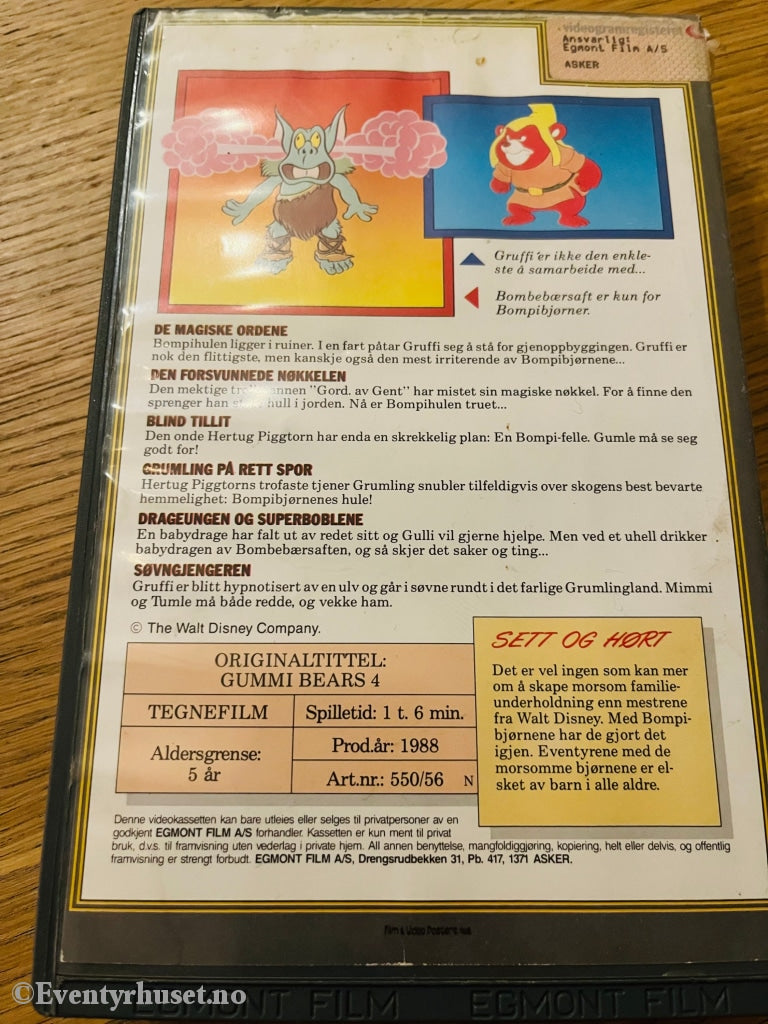 videogramregisteret
Ansvarlig:
Egmont Film A/S
ASKER
Gruffi er ikke den enkle-
ste å samarbeide med...
Bombebærsaft er kun for
Bompibjørner.
DE MAGISKE ORDENE
Bompihulen ligger i ruiner. I en fart påtar Gruffi seg å stå for gjenoppbyggingen. Gruffi er
nok den flittigste, men kanskje også den mest irriterende av Bompibjørnene...
DEN FORSVUNNEDE NØKKELEN
Den mektige "Gord. av Gent" har mistet sin magiske nøkkel. For å finne den
sprenger han hull i jorden. Nå er Bompihulen truet...
BLIND TILLIT
Den onde Hertug Piggtorn har enda en skrekkelig plan: En Bompi-felle. Gumle må se seg
godt for!
GRUMLING PÅ RETT SPOR
Hertug Piggtorns trofaste tjener Grumling snubler tilfeldigvis over skogens best bevarte
hemmelighet: Bompibjørnenes hule!
DRAGEUNGEN OG SUPERBOBLENE
En babydrage har falt ut av redet sitt og Gulli vil gjerne hjelpe. Men ved et uhell drikker
babydragen av Bombebærsaften, og så skjer det saker og ting...
SØVNGJENGEREN
Gruffi er blitt hypnotisert av en ulv og går i søvne rundt i det farlige Grumlingland. Mimmi
og Tumle må både redde, og vekke ham.
© The Walt Disney Company.
ORIGINALTITTEL:
GUMMI BEARS 4
TEGNEFILM
Spilletid: 1 t. 6 min.
Aldersgrense:
5 år
Prod.år: 1988
Art.nr.: 550/56 N
SETT OG HØRT
Det er vel ingen som kan mer
om å skape morsom familie-
underholdning enn mestrene
fra Walt Disney. Med Bompi-
bjørnene har de gjort det
igjen. Eventyrene med de
morsomme bjørnene er el-
sket av barn i alle aldre.
Denne videokassetten kan bare utleies eller selges til privatpersoner av en
godkjent EGMONT FILM A/S forhandler. Kassetten er kun ment til privat
bruk, d.v.s. til framvisning uten vederlag i private hjem. All annen benyttelse, mangfoldiggjøring, kopiering, helt eller delvis, og offentlig
framvisning er strengt forbudt. EGMONT FILM A/S, Drengsrudbekken 31, Pb. 417, 1371 ASKER.
Film & Video Posters
EGMONT FILM EGMONT FILM
©Eventyrhuset.no